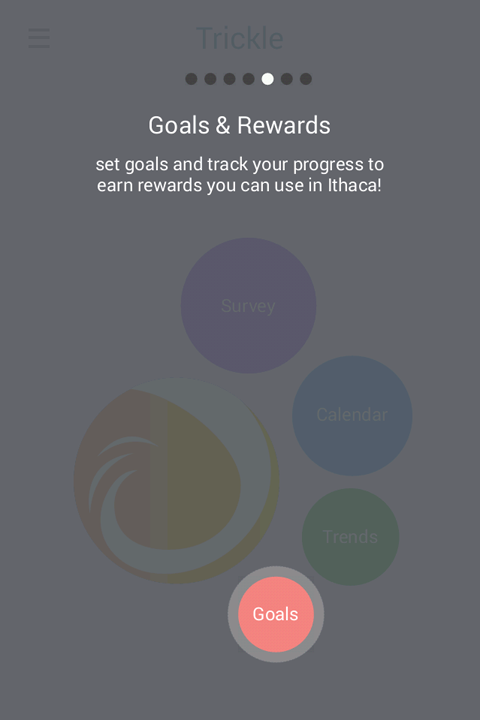 Trickle
Goals & Rewards
set goals and track your progress to
earn rewards you can use in Ithaca!
Survey
Calendar
Trends
Goals